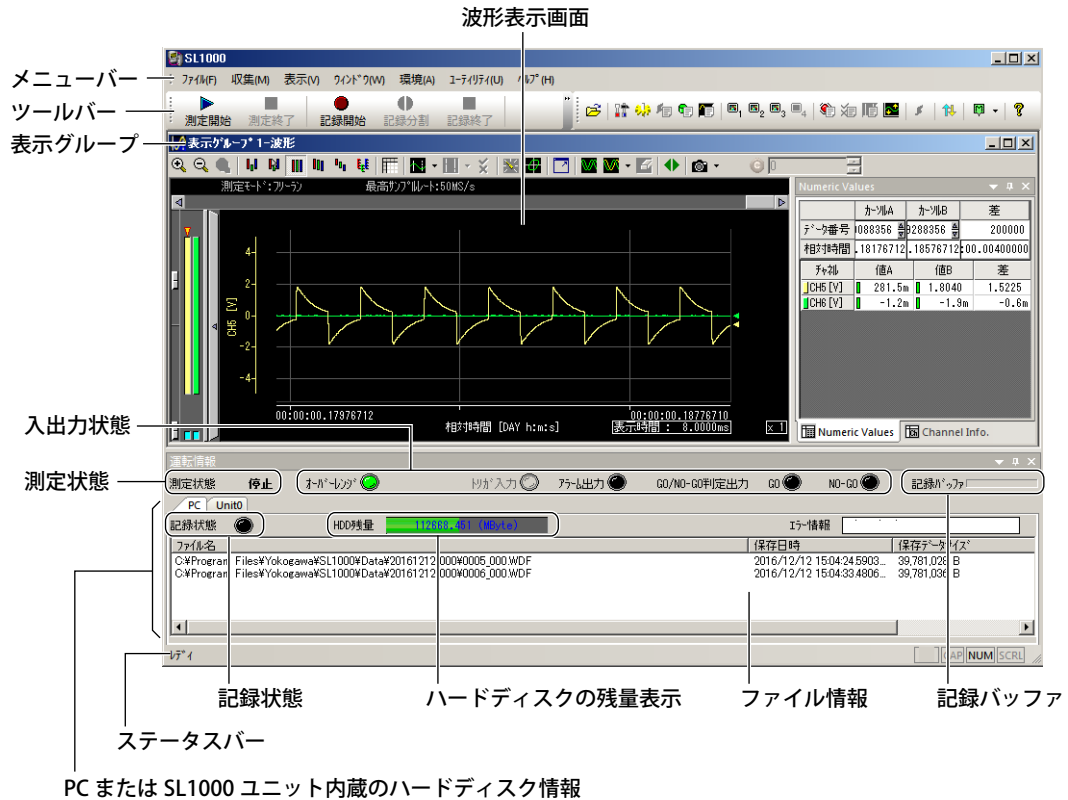 波形表示画面
SL1000
メニューバー
ファイル(F) 収集(M) 表示(V) ウィンドウ(W) 環境(A) ユーティリティ(U) ヘルプ(H)
ツールバー
測定開始 測定終了 記録開始 記録分割 記録終了
表示グループ
表示グループ 1-波形
測定モード:フリーラン 最高サンプルレート:50MS/s
Numeric Values
カーソルA カーソルB 差
データ番号 088356 288356 200000
相対時間 .18176712 .18576712 :00.00400000
チャネル 値A 値B 差
CH5 [V] 281.5m 1.8040 1.5225
CH6 [V] -1.2m -1.9m -0.6m
4
2
0
-2
-4
CH5 [V]
00:00:00.17976712 00:00:00.18776710
相対時間 [DAY h:m:s] 表示時間 : 8.0000ms x 1
Numeric Values Channel Info.
入出力状態
運転情報
測定状態
測定状態 停止 オーバーレンジ トリガ入力 アラーム出力 GO/NO-GO判定出力 GO NO-GO 記録バッファ
PC Unit0
記録状態 HDD残量 112668.451 (MByte) エラー情報
ファイル名 保存日時 保存データサイズ
C:¥Program Files¥Yokogawa¥SL1000¥Data¥20161212_000¥0005_000.WDF 2016/12/12 15:04:24.5903... 39,781,028 B
C:¥Program Files¥Yokogawa¥SL1000¥Data¥20161212_000¥0006_000.WDF 2016/12/12 15:04:33.4806... 39,781,036 B
レディ CAP NUM SCRL
記録状態 ハードディスクの残量表示 ファイル情報 記録バッファ
ステータスバー
PC または SL1000 ユニット内蔵のハードディスク情報